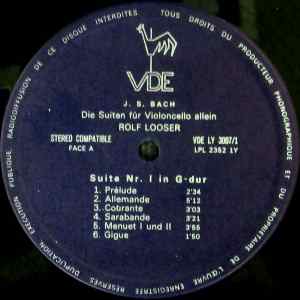 VDE
J. S. BACH
Die Suiten für Violoncello allein
ROLF LOOSER
STEREO COMPATIBLE
FACE A
VDE LY 3007/1
LPL 2352 1Y
Suite Nr. I in G-dur
1. Prélude 2'34
2. Allemande 5'12
3. Cobrante 3'03
4. Sarabande 3'21
5. Menuet I und II 3'55
6. Gigue 1'50
TOUS DROITS DU PRODUCTEUR PHONOGRAPHIQUE ET DU PROPRIETAIRE DE L'ŒUVRE ENREGISTREE RESERVES. DUPLICATION, EXECUTION PUBLIQUE, RADIODIFFUSION DE CE DISQUE INTERDITES.